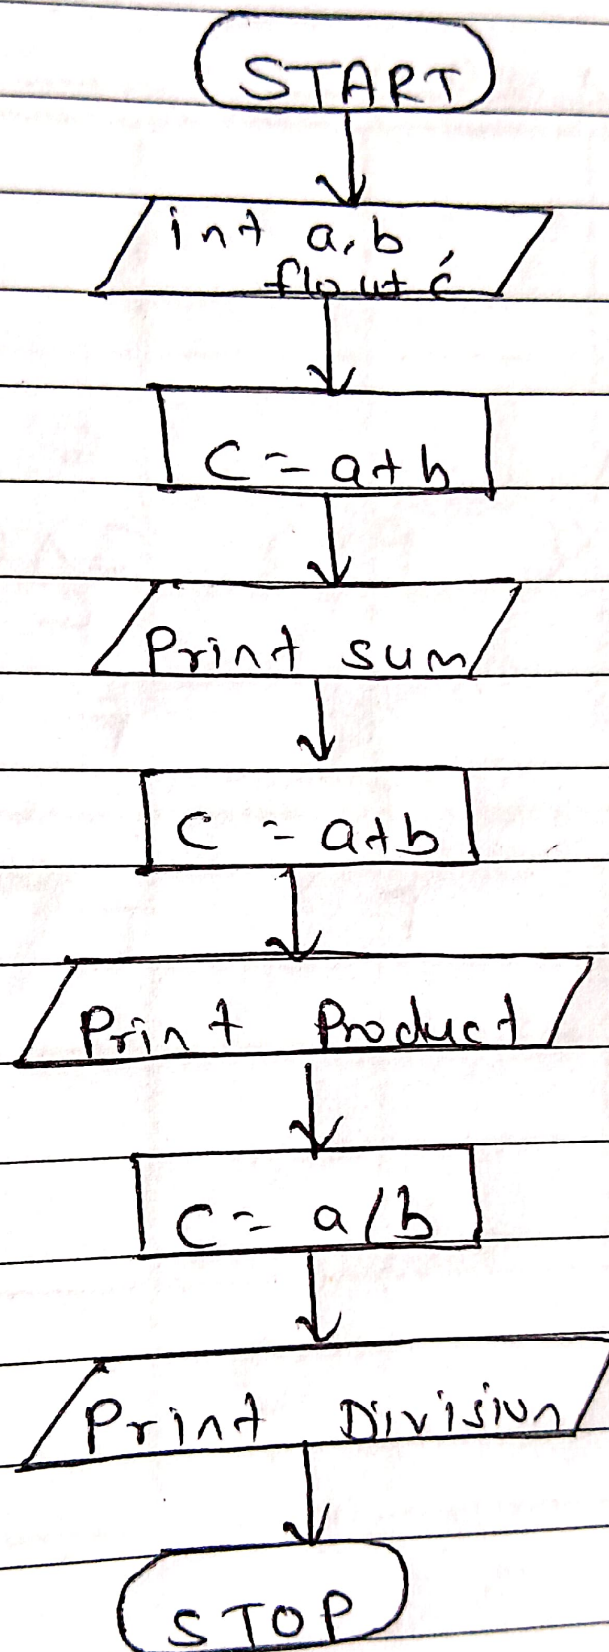 START
int a, b,
float c
C = a+b
Print sum
C = a+b
Print Product
C = a/b
Print Division
STOP